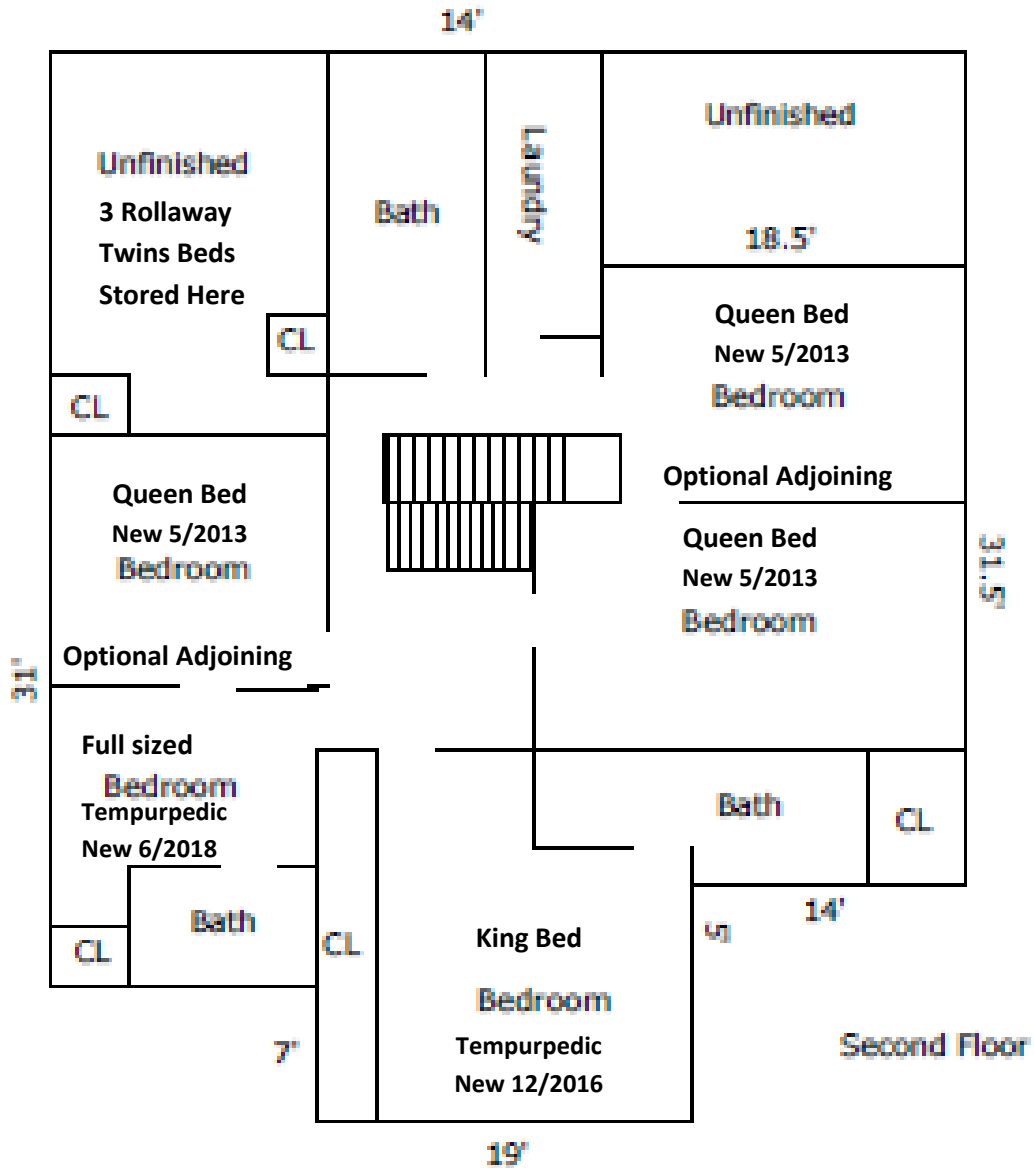 14'
Unfinished
3 Rollaway
Twins Beds
Stored Here
CL
CL
Bath
Laundry
Unfinished
18.5'
Queen Bed
New 5/2013
Bedroom
Optional Adjoining
Queen Bed
New 5/2013
Bedroom
31.5'
Queen Bed
New 5/2013
Bedroom
Optional Adjoining
31'
Full sized
Bedroom
Tempurpedic
New 6/2018
Bath
CL
CL
7'
King Bed
Bedroom
Tempurpedic
New 12/2016
19'
Bath
CL
14'
5'
Second Floor